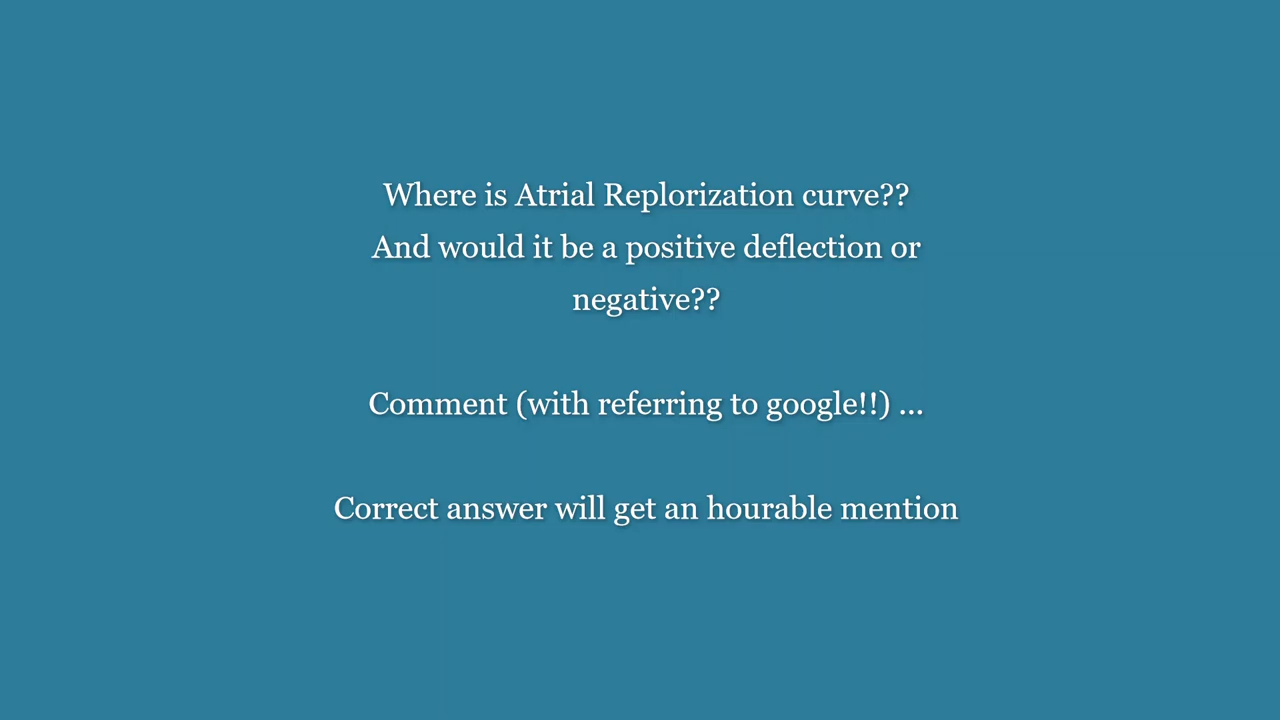 Where is Atrial Replorization curve??
And would it be a positive deflection or
negative??
Comment (with referring to google!!) ...
Correct answer will get an hourable mention